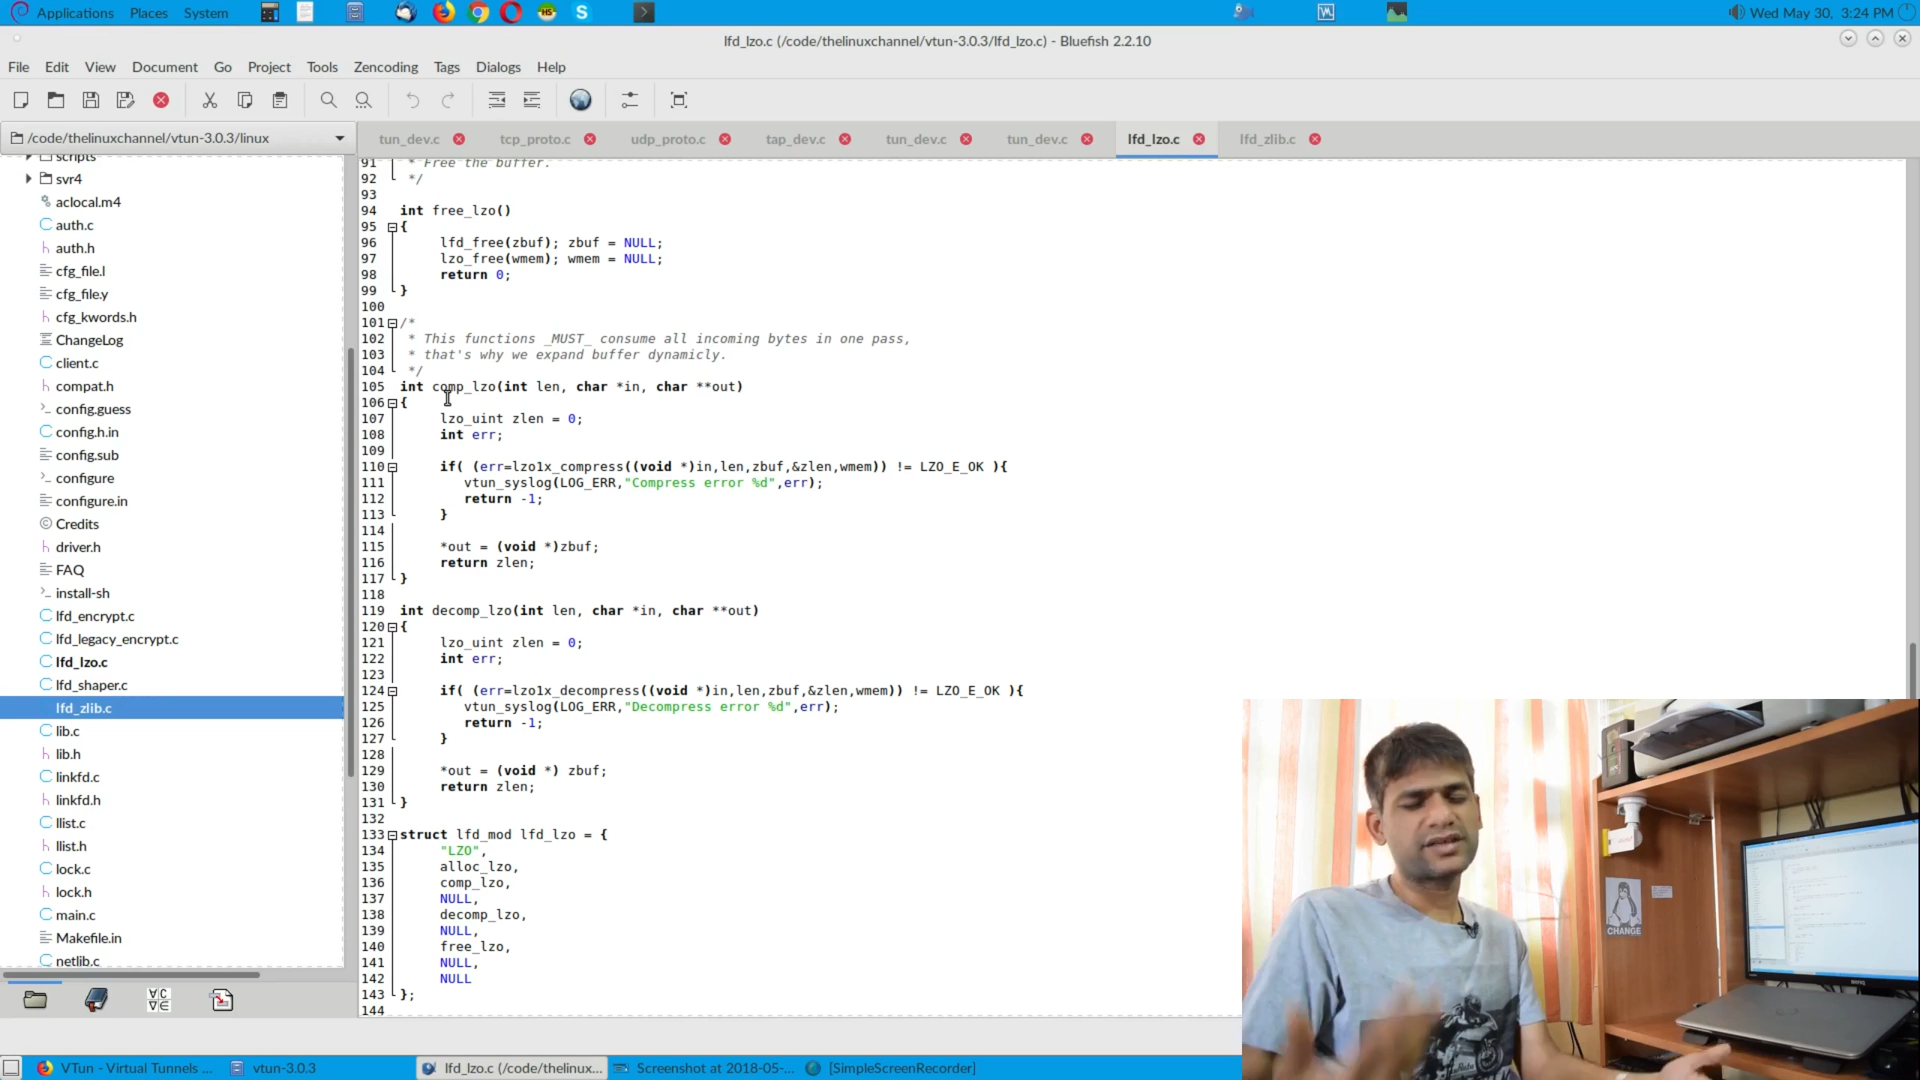 Applications Places System
Wed May 30, 3:24 PM
lfd_lzo.c (/code/thelinuxchannel/vtun-3.0.3/lfd_lzo.c) - Bluefish 2.2.10
File Edit View Document Go Project Tools Zencoding Tags Dialogs Help
/code/thelinuxchannel/vtun-3.0.3/linux
tun_dev.c tcp_proto.c udp_proto.c tap_dev.c tun_dev.c tun_dev.c lfd_lzo.c lfd_zlib.c
scripts
svr4
aclocal.m4
auth.c
auth.h
cfg_file.l
cfg_file.y
cfg_kwords.h
ChangeLog
client.c
compat.h
config.guess
config.h.in
config.sub
configure
configure.in
Credits
driver.h
FAQ
install-sh
lfd_encrypt.c
lfd_legacy_encrypt.c
lfd_lzo.c
lfd_shaper.c
lfd_zlib.c
lib.c
lib.h
linkfd.c
linkfd.h
llist.c
llist.h
lock.c
lock.h
main.c
Makefile.in
netlib.c
91 * Free the buffer.
92 */
93
94 int free_lzo()
95 {
96 lfd_free(zbuf); zbuf = NULL;
97 lzo_free(wmem); wmem = NULL;
98 return 0;
99 }
100
101 /*
102 * This functions _MUST_ consume all incoming bytes in one pass,
103 * that's why we expand buffer dynamicly.
104 */
105 int comp_lzo(int len, char *in, char **out)
106 {
107 lzo_uint zlen = 0;
108 int err;
109
110 if( (err=lzo1x_compress((void *)in,len,zbuf,&zlen,wmem)) != LZO_E_OK ){
111 vtun_syslog(LOG_ERR,"Compress error %d",err);
112 return -1;
113 }
114
115 *out = (void *)zbuf;
116 return zlen;
117 }
118
119 int decomp_lzo(int len, char *in, char **out)
120 {
121 lzo_uint zlen = 0;
122 int err;
123
124 if( (err=lzo1x_decompress((void *)in,len,zbuf,&zlen,wmem)) != LZO_E_OK ){
125 vtun_syslog(LOG_ERR,"Decompress error %d",err);
126 return -1;
127 }
128
129 *out = (void *) zbuf;
130 return zlen;
131 }
132
133 struct lfd_mod lfd_lzo = {
134 "LZO",
135 alloc_lzo,
136 comp_lzo,
137 NULL,
138 decomp_lzo,
139 NULL,
140 free_lzo,
141 NULL,
142 NULL
143 };
144
CHANGE
VTun - Virtual Tunnels ... vtun-3.0.3 lfd_lzo.c (/code/thelinux... Screenshot at 2018-05-... [SimpleScreenRecorder]